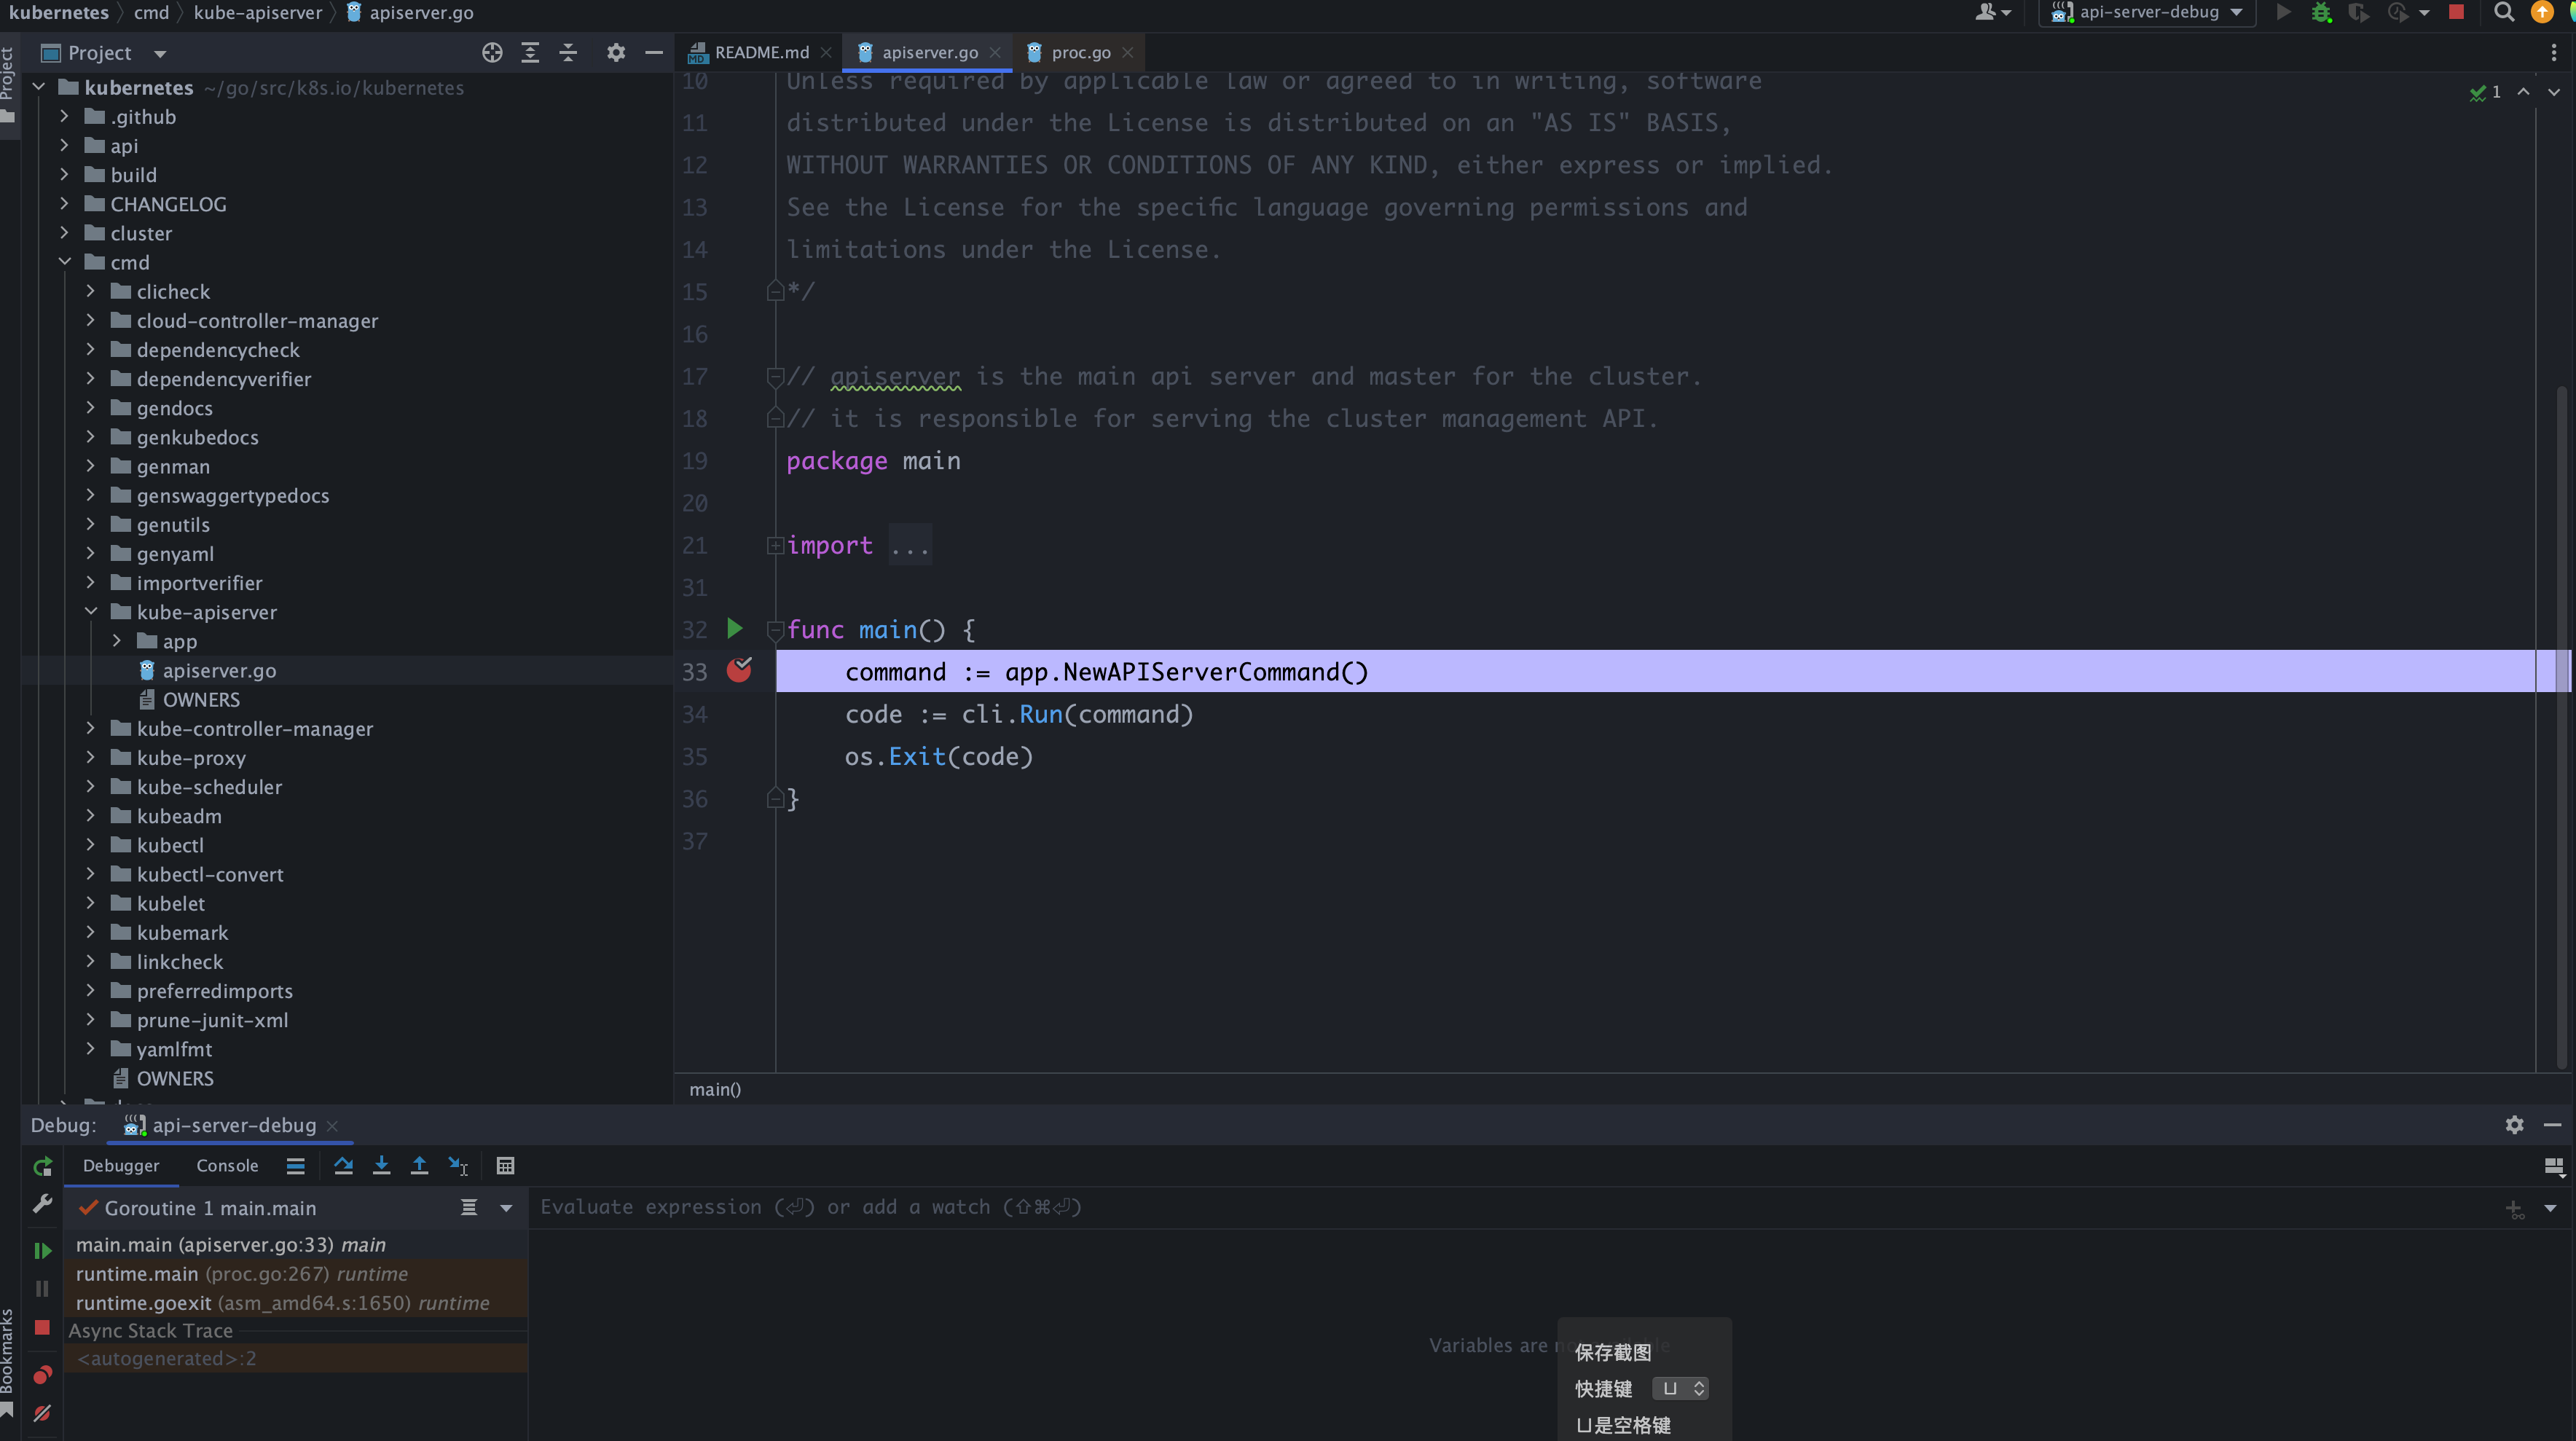 kubernetes cmd kube-apiserver apiserver.go
api-server-debug
Project
Project
README.md
apiserver.go
proc.go
kubernetes ~/go/src/k8s.io/kubernetes
.github
api
build
CHANGELOG
cluster
cmd
clicheck
cloud-controller-manager
dependencycheck
dependencyverifier
gendocs
genkubedocs
genman
genswaggertypedocs
genutils
genyaml
importverifier
kube-apiserver
app
apiserver.go
OWNERS
kube-controller-manager
kube-proxy
kube-scheduler
kubeadm
kubectl
kubectl-convert
kubelet
kubemark
linkcheck
preferredimports
prune-junit-xml
yamlfmt
OWNERS
1
10 Unless required by applicable law or agreed to in writing, software
11 distributed under the License is distributed on an "AS IS" BASIS,
12 WITHOUT WARRANTIES OR CONDITIONS OF ANY KIND, either express or implied.
13 See the License for the specific language governing permissions and
14 limitations under the License.
15 */
16
17 // apiserver is the main api server and master for the cluster.
18 // it is responsible for serving the cluster management API.
19 package main
20
21 import ...
31
32 func main() {
33 command := app.NewAPIServerCommand()
34 code := cli.Run(command)
35 os.Exit(code)
36 }
37
main()
Debug: api-server-debug
Debugger Console
Goroutine 1 main.main
Evaluate expression (⏎) or add a watch (⇧⌘⏎)
main.main (apiserver.go:33) main
runtime.main (proc.go:267) runtime
runtime.goexit (asm_amd64.s:1650) runtime
Async Stack Trace
<autogenerated>:2
Variables are
保存截图
快捷键 ⊔
⊔是空格键
Bookmarks